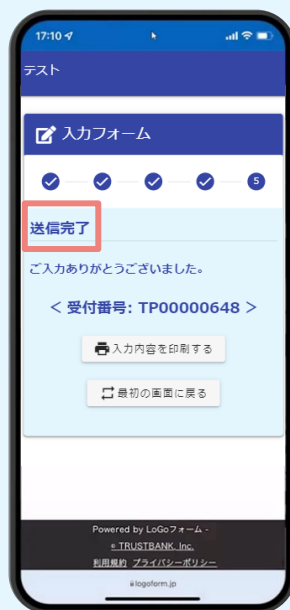 17:10
テスト
入力フォーム
5
送信完了
ご入力ありがとうございました。
< 受付番号: TP00000648 >
入力内容を印刷する
最初の画面に戻る
Powered by LoGoフォーム -
© TRUSTBANK, Inc.
利用規約 プライバシーポリシー
logoform.jp